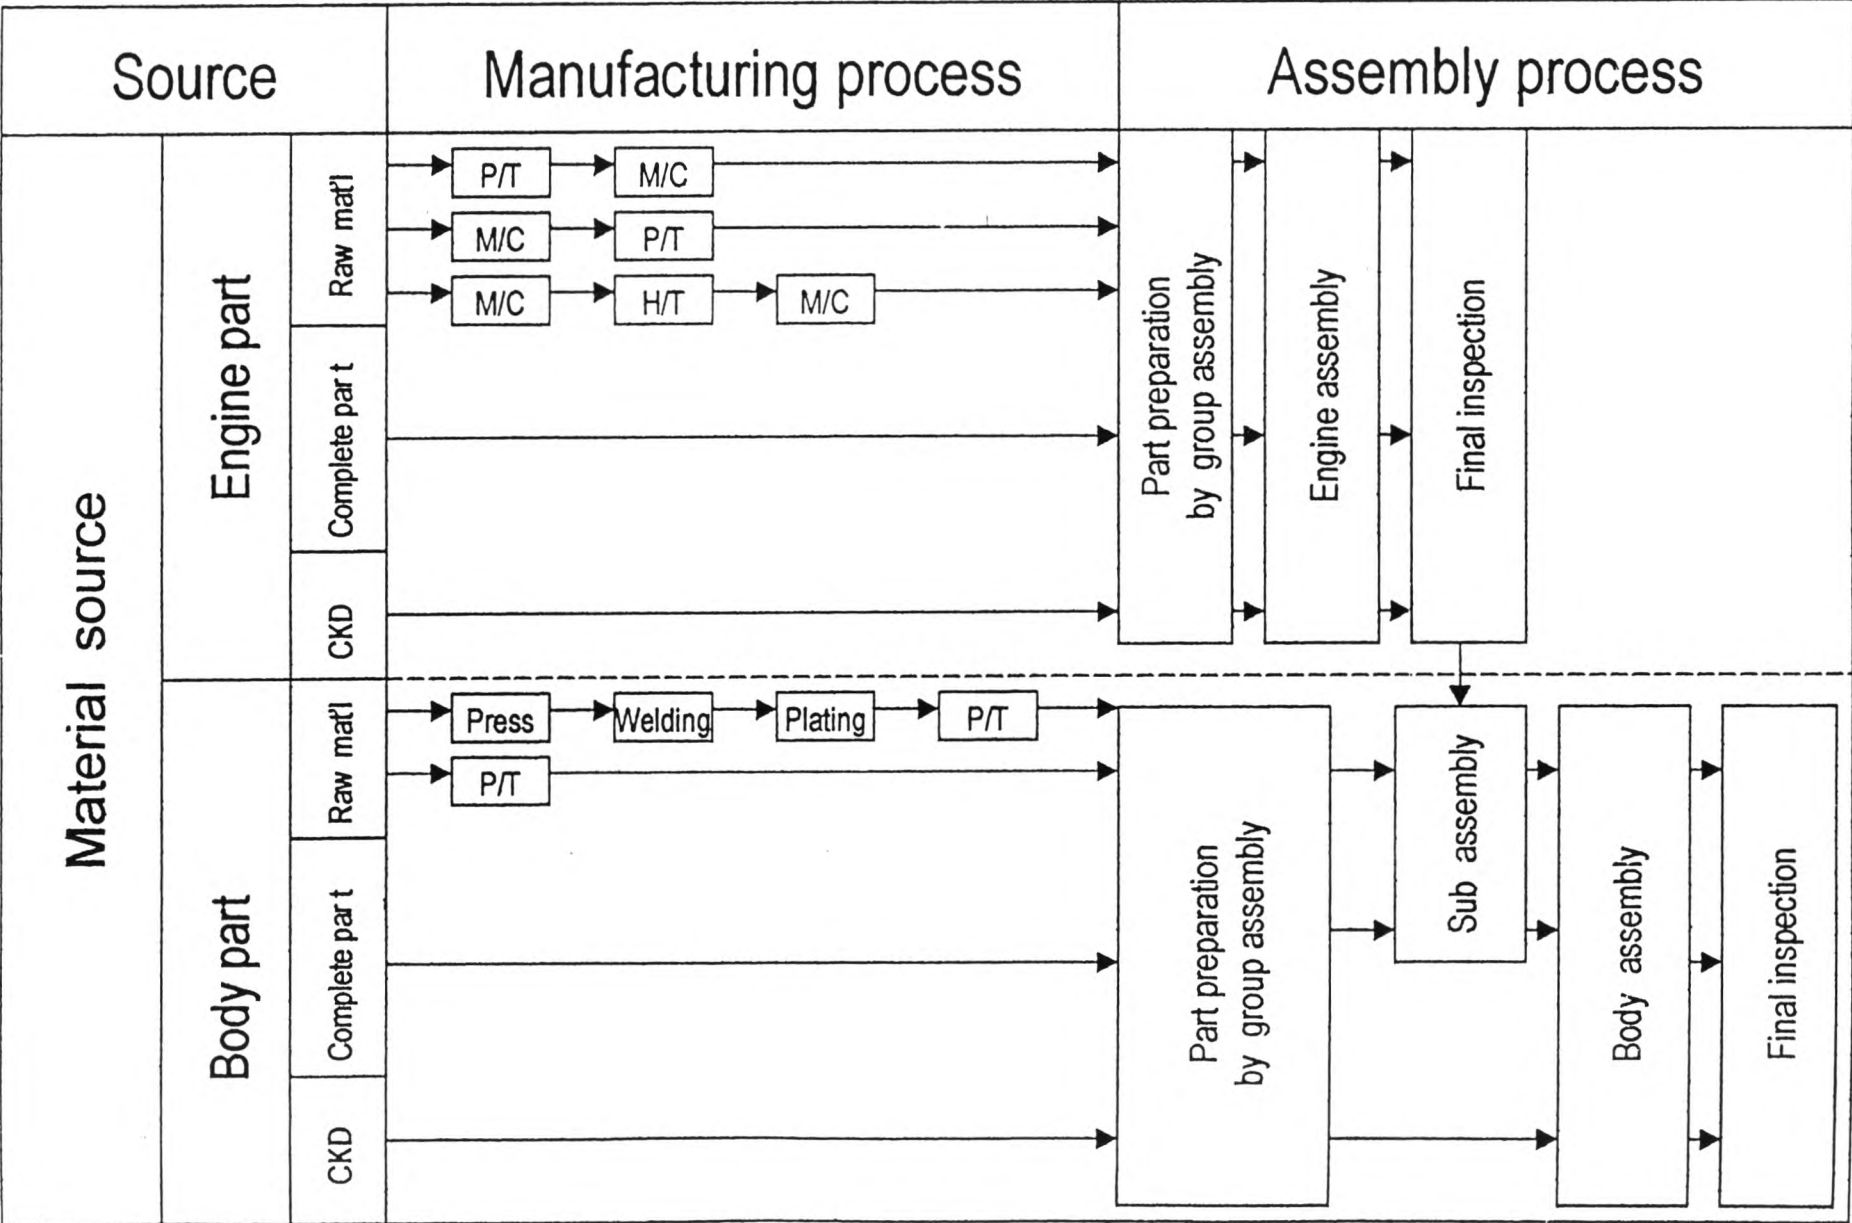 Source
Manufacturing process
Assembly process
Material source
Engine part
Raw mat'l
P/T
M/C
M/C
P/T
M/C
H/T
M/C
Complete part
CKD
Part preparation
by group assembly
Engine assembly
Final inspection
Body part
Raw mat'l
Press
Welding
Plating
P/T
P/T
Complete part
CKD
Part preparation
by group assembly
Sub assembly
Body assembly
Final inspection